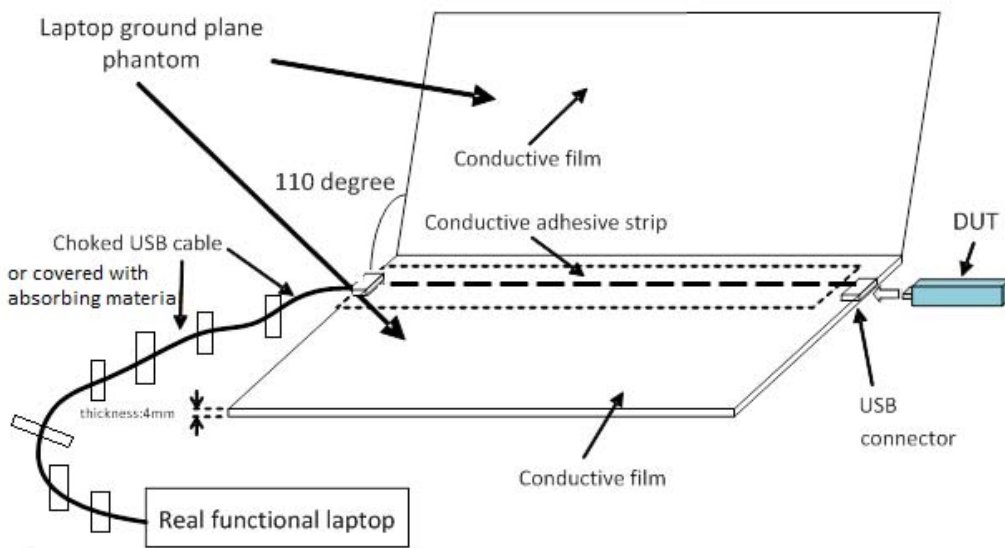 Laptop ground plane
phantom
Conductive film
110 degree
Conductive adhesive strip
DUT
Choked USB cable
or covered with
absorbing materia
thickness:4mm
USB
connector
Conductive film
Real functional laptop